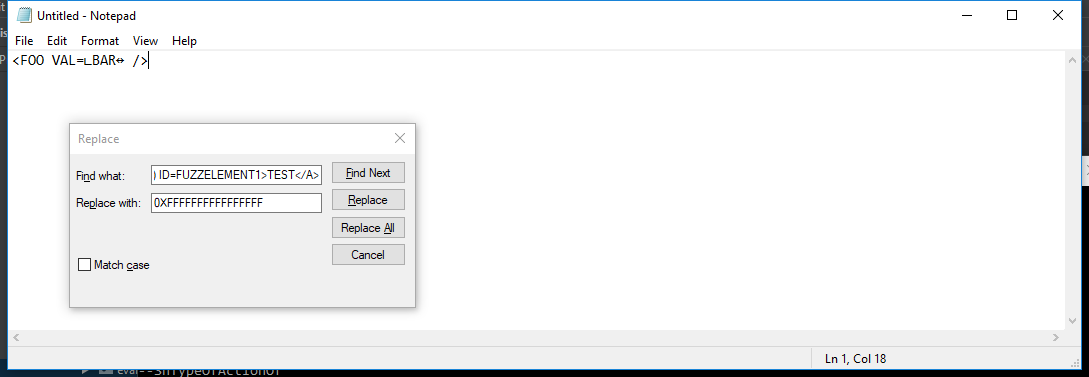 Untitled - Notepad
File Edit Format View Help
<FOO VAL=∟BAR↔ />
Replace
Find what: )ID=FUZZELEMENT1>TEST</A> Find Next
Replace with: 0XFFFFFFFFFFFFFFFF Replace
Replace All
Cancel
Match case
Ln 1, Col 18